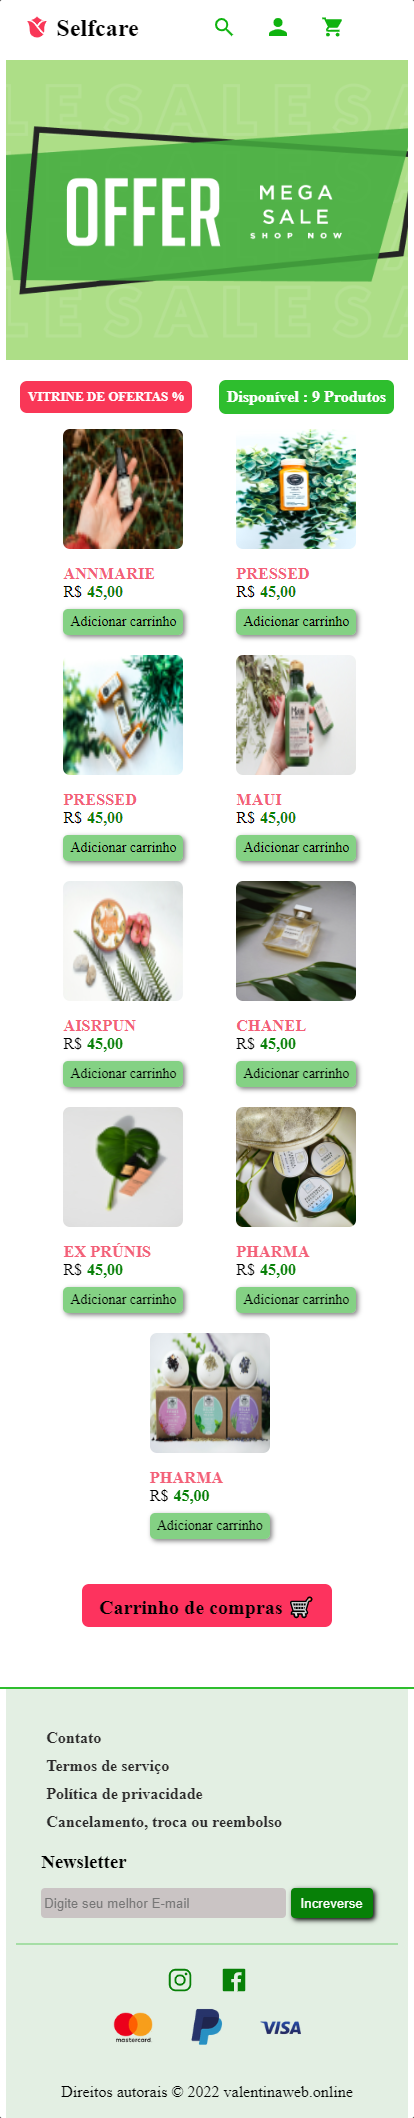 Selfcare
LESALESA
OFFER
MEGA
SALE
SHOP NOW
LESALESA
VITRINE DE OFERTAS %
Disponível : 9 Produtos
ANNMARIE
R$ 45,00
Adicionar carrinho
PRESSED
R$ 45,00
Adicionar carrinho
PRESSED
R$ 45,00
Adicionar carrinho
MAUI
R$ 45,00
Adicionar carrinho
AISRPUN
R$ 45,00
Adicionar carrinho
CHANEL
R$ 45,00
Adicionar carrinho
EX PRÚNIS
R$ 45,00
Adicionar carrinho
PHARMA
R$ 45,00
Adicionar carrinho
PHARMA
R$ 45,00
Adicionar carrinho
Carrinho de compras
Contato
Termos de serviço
Política de privacidade
Cancelamento, troca ou reembolso
Newsletter
Digite seu melhor E-mail
Increverse
mastercard
VISA
Direitos autorais © 2022 valentinaweb.online